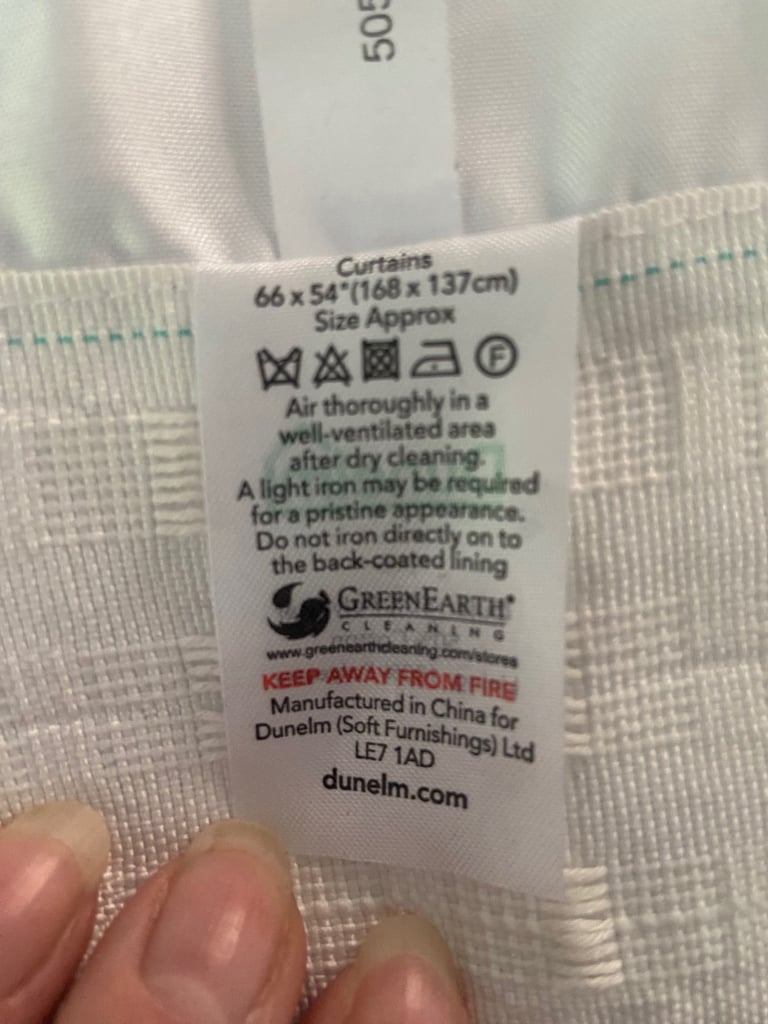 505
Curtains
66 x 54"(168 x 137cm)
Size Approx
F
Air thoroughly in a
well-ventilated area
after dry cleaning.
A light iron may be required
for a pristine appearance.
Do not iron directly on to
the back-coated lining
GREENEARTH®
CLEANING
www.greenearthcleaning.com/stores
KEEP AWAY FROM FIRE
Manufactured in China for
Dunelm (Soft Furnishings) Ltd
LE7 1AD
dunelm.com